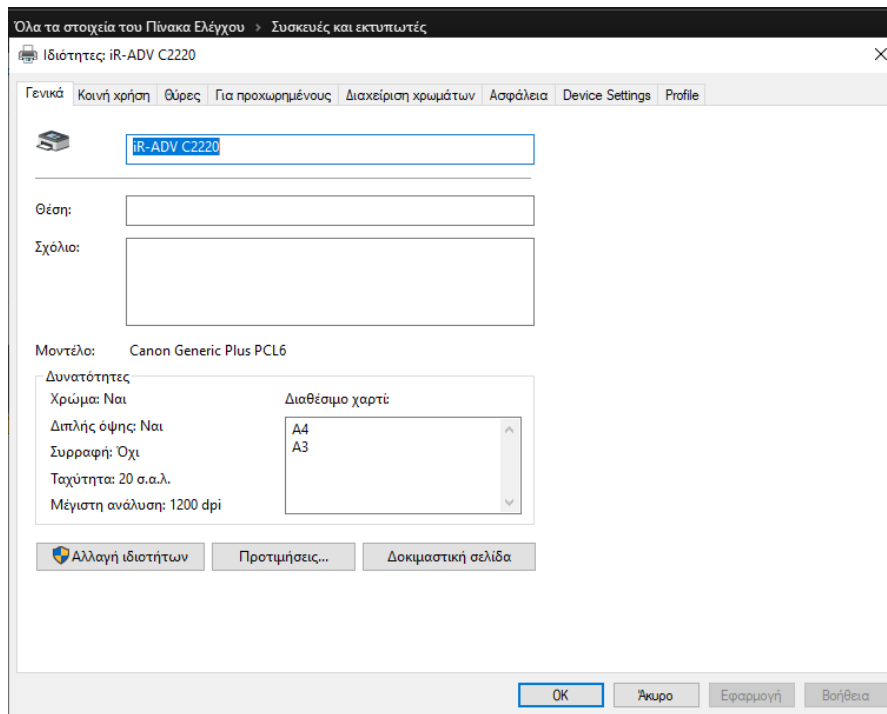 Όλα τα στοιχεία του Πίνακα Ελέγχου › Συσκευές και εκτυπωτές
Ιδιότητες: iR-ADV C2220
Γενικά Κοινή χρήση Θύρες Για προχωρημένους Διαχείριση χρωμάτων Ασφάλεια Device Settings Profile
iR-ADV C2220
Θέση:
Σχόλιο:
Μοντέλο: Canon Generic Plus PCL6
Δυνατότητες
Χρώμα: Ναι Διαθέσιμο χαρτί:
Διπλής όψης: Ναι A4
Συρραφή: Όχι A3
Ταχύτητα: 20 σ.α.λ.
Μέγιστη ανάλυση: 1200 dpi
Αλλαγή ιδιοτήτων Προτιμήσεις... Δοκιμαστική σελίδα
OK Άκυρο Εφαρμογή Βοήθεια